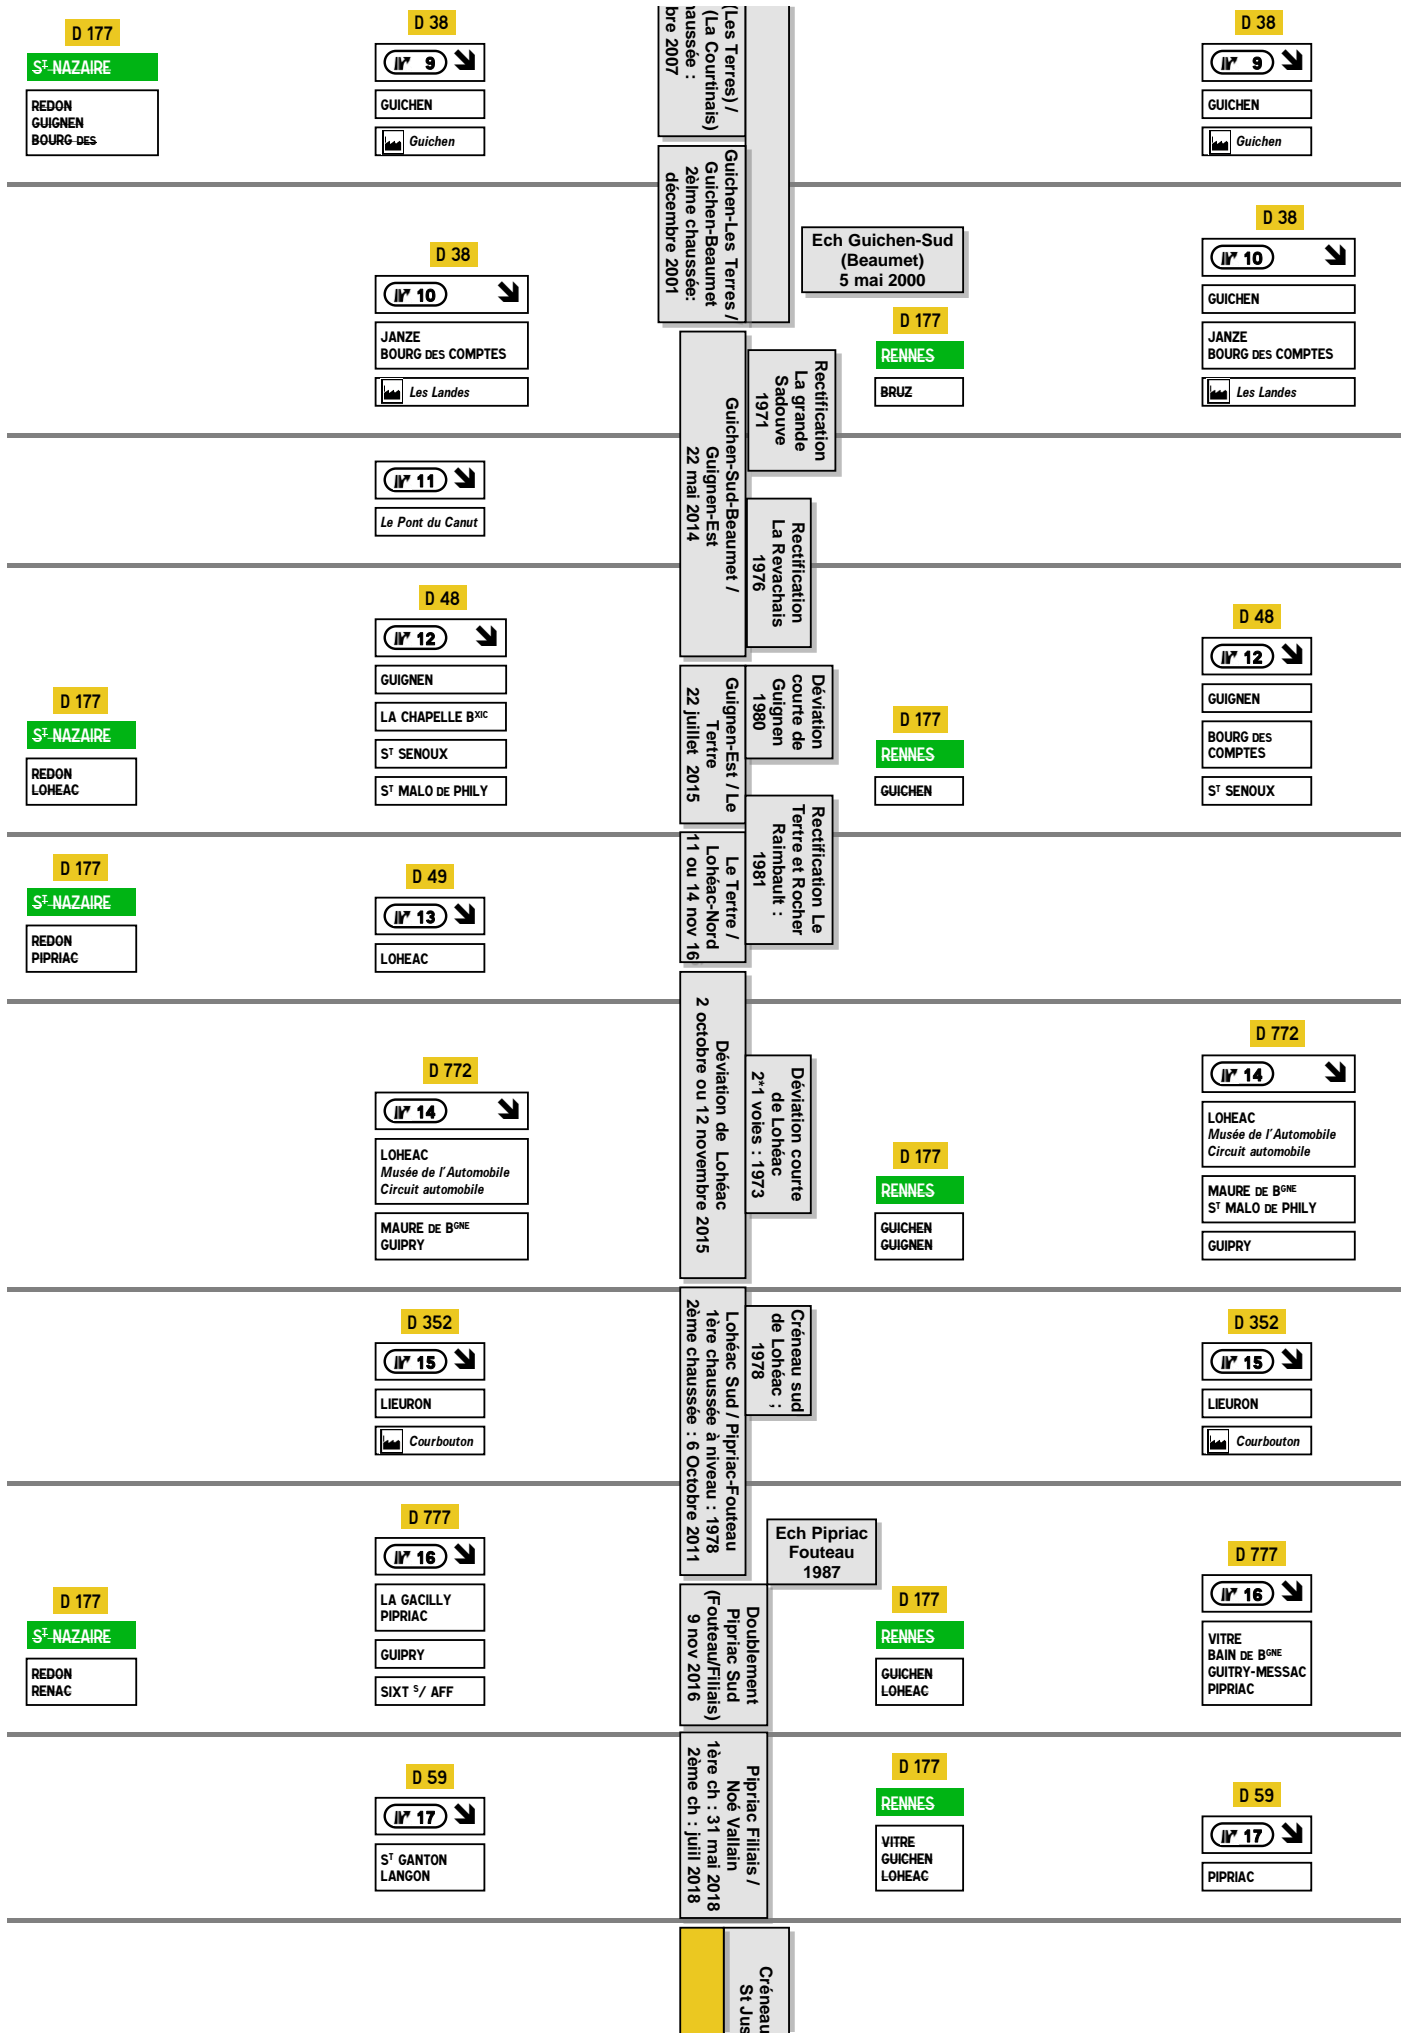 D 177
Sᵀ NAZAIRE
REDON
GUIGNEN
BOURG DES
D 38
9
GUICHEN
Guichen
(Les Terres) /
(La Courtinais)
aussée :
bre 2007
D 38
9
GUICHEN
Guichen
Guichen-Les Terres /
Guichen-Beaumet
2èlme chaussée:
décembre 2001
D 38
10
JANZE
BOURG DES COMPTES
Les Landes
Ech Guichen-Sud
(Beaumet)
5 mai 2000
D 177
RENNES
BRUZ
D 38
10
GUICHEN
JANZE
BOURG DES COMPTES
Les Landes
Rectification
La grande
Sadouve
1971
Guichen-Sud-Beaumet /
Guignen-Est
22 mai 2014
11
Le Pont du Canut
Rectification
La Revachais
1976
D 177
Sᵀ NAZAIRE
REDON
LOHEAC
D 48
12
GUIGNEN
LA CHAPELLE Bˣᴵᶜ
Sᵀ SENOUX
Sᵀ MALO DE PHILY
Guignen-Est / Le
Tertre
22 juillet 2015
Déviation
courte de
Guignen
1980
D 177
RENNES
GUICHEN
D 48
12
GUIGNEN
BOURG DES
COMPTES
Sᵀ SENOUX
Rectification Le
Tertre et Rocher
Raimbault :
1981
D 177
Sᵀ NAZAIRE
REDON
PIPRIAC
D 49
13
LOHEAC
Le Tertre /
Lohéac-Nord
11 ou 14 nov 16
D 772
14
LOHEAC
Musée de l'Automobile
Circuit automobile
MAURE DE Bᴳᴺᴱ
GUIPRY
Déviation de Lohéac
2 octobre ou 12 novembre 2015
Déviation courte
de Lohéac
2*1 voies : 1973
D 177
RENNES
GUICHEN
GUIGNEN
D 772
14
LOHEAC
Musée de l'Automobile
Circuit automobile
MAURE DE Bᴳᴺᴱ
Sᵀ MALO DE PHILY
GUIPRY
D 352
15
LIEURON
Courbouton
Lohéac Sud / Pipriac-Fouteau
1ère chaussée à niveau : 1978
2ème chaussée : 6 Octobre 2011
Créneau sud
de Lohéac ;
1978
D 352
15
LIEURON
Courbouton
D 177
Sᵀ NAZAIRE
REDON
RENAC
D 777
16
LA GACILLY
PIPRIAC
GUIPRY
SIXT ˢ/ AFF
Ech Pipriac
Fouteau
1987
Doublement
Pipriac Sud
(Fouteau/Filiais)
9 nov 2016
D 177
RENNES
GUICHEN
LOHEAC
D 777
16
VITRE
BAIN DE Bᴳᴺᴱ
GUITRY-MESSAC
PIPRIAC
D 59
17
Sᵀ GANTON
LANGON
Pipriac Filiais /
Noé Vallain
1ère ch : 31 mai 2018
2ème ch : juiil 2018
D 177
RENNES
VITRE
GUICHEN
LOHEAC
D 59
17
PIPRIAC
Créneau
St Jus